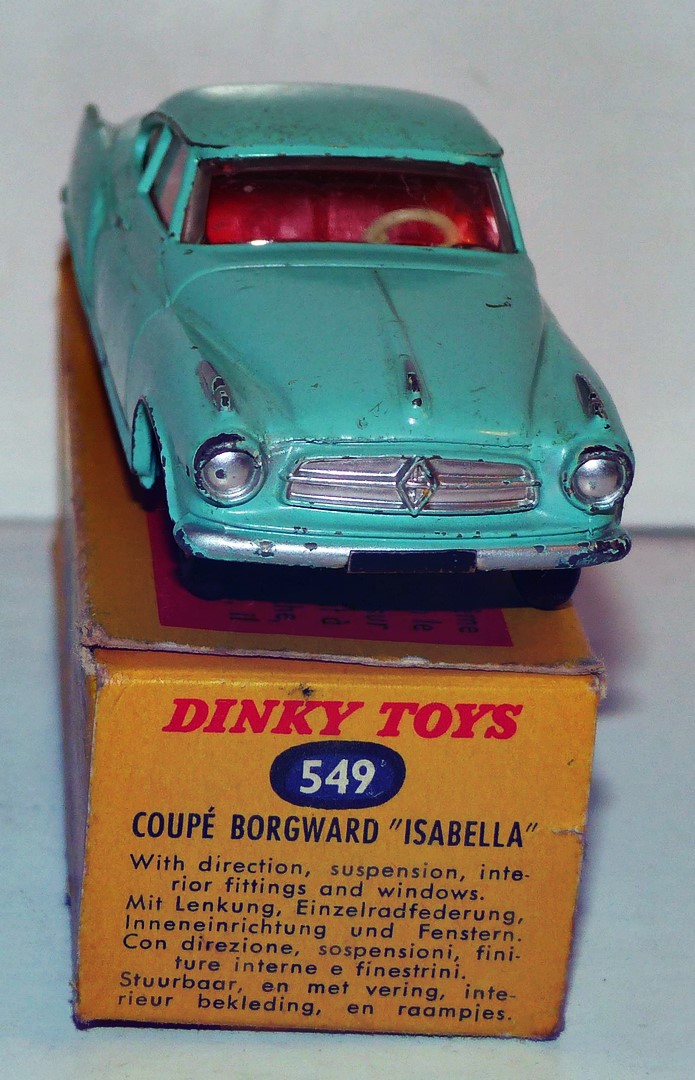 DINKY TOYS
549
COUPÉ BORGWARD "ISABELLA"
With direction, suspension, inte-
rior fittings and windows.
Mit Lenkung, Einzelradfederung,
Inneneinrichtung und Fenstern.
Con direzione, sospensioni, fini-
ture interne e finestrini.
Stuurbaar, en met vering, inte-
rieur bekleding, en raampjes.